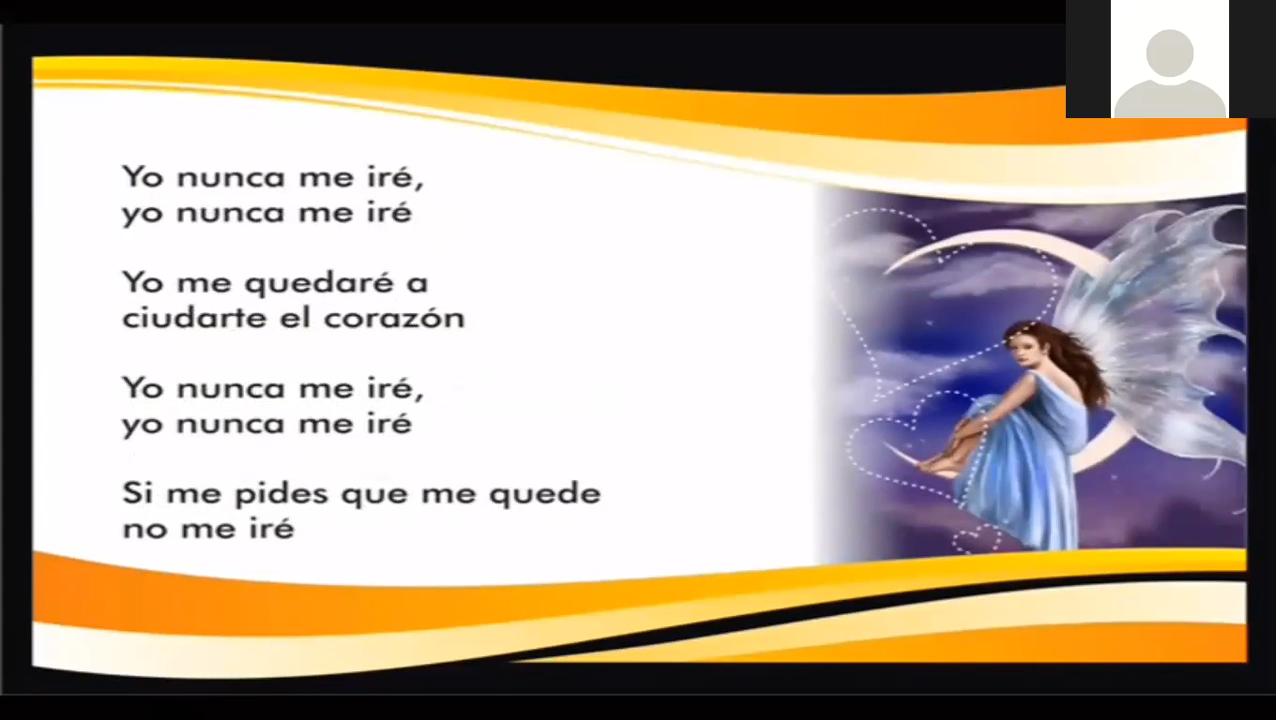 Yo nunca me iré,
yo nunca me iré
Yo me quedaré a
ciudarte el corazón
Yo nunca me iré,
yo nunca me iré
Si me pides que me quede
no me iré